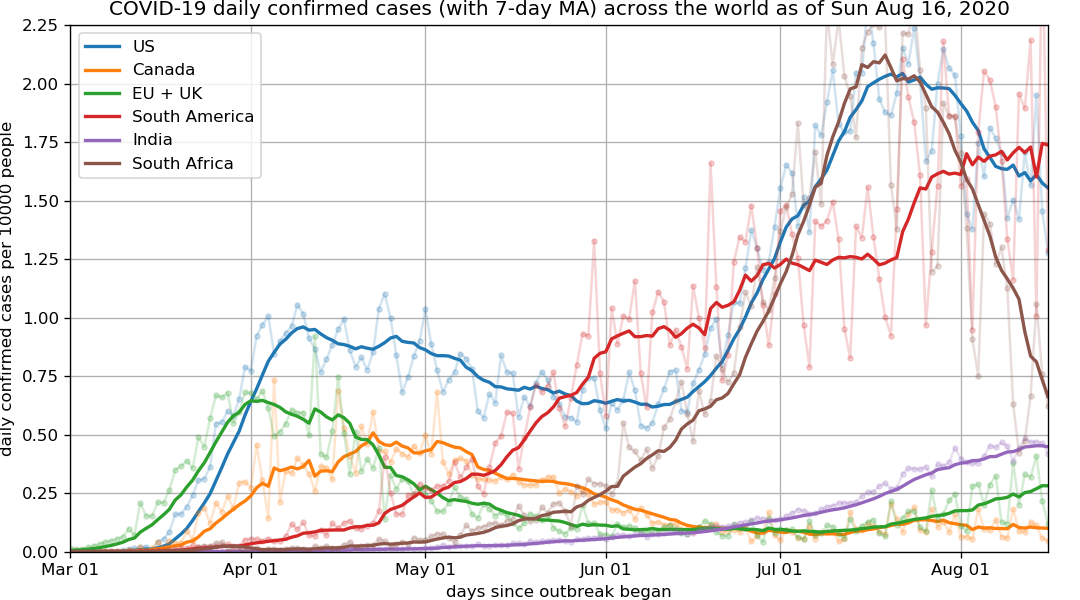 COVID-19 daily confirmed cases (with 7-day MA) across the world as of Sun Aug 16, 2020
daily confirmed cases per 10000 people
2.25
2.00
1.75
1.50
1.25
1.00
0.75
0.50
0.25
0.00
US
Canada
EU + UK
South America
India
South Africa
Mar 01 Apr 01 May 01 Jun 01 Jul 01 Aug 01
days since outbreak began